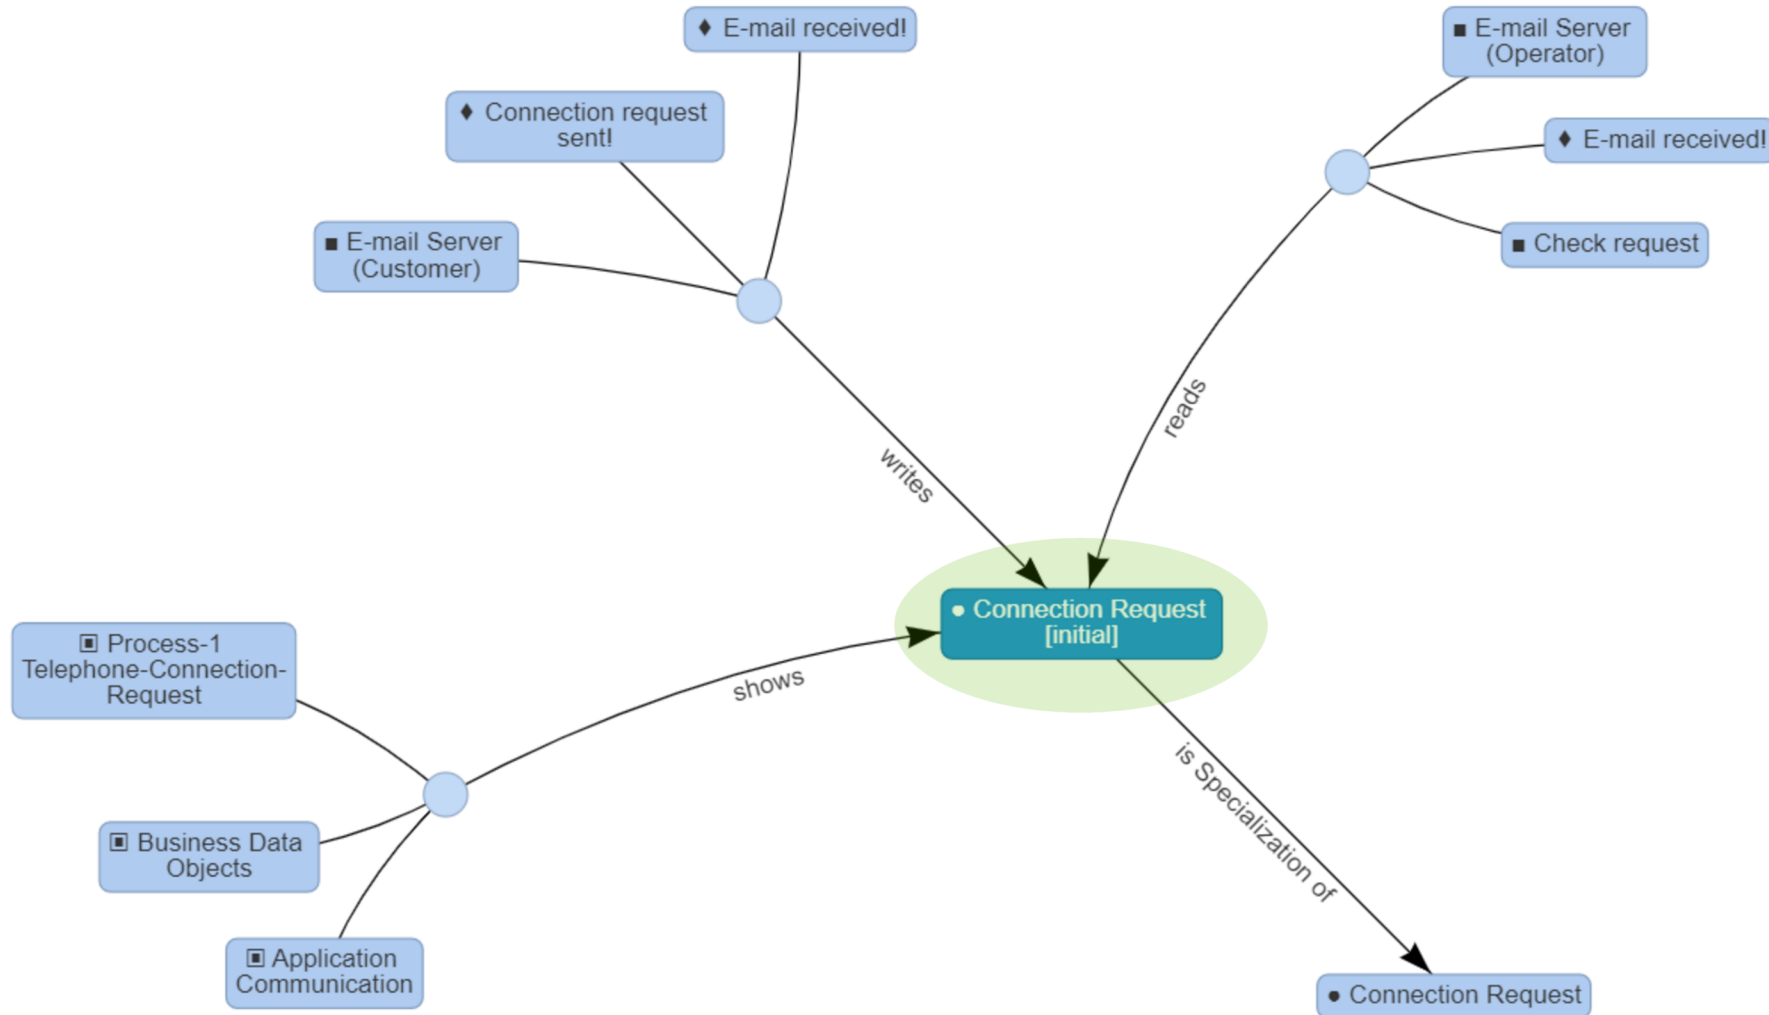 ♦ E-mail received!
■ E-mail Server
(Operator)
♦ Connection request
sent!
♦ E-mail received!
■ E-mail Server
(Customer)
■ Check request
reads
writes
● Connection Request
[initial]
▣ Process-1
Telephone-Connection-
Request
shows
is Specialization of
▣ Business Data
Objects
▣ Application
Communication
● Connection Request